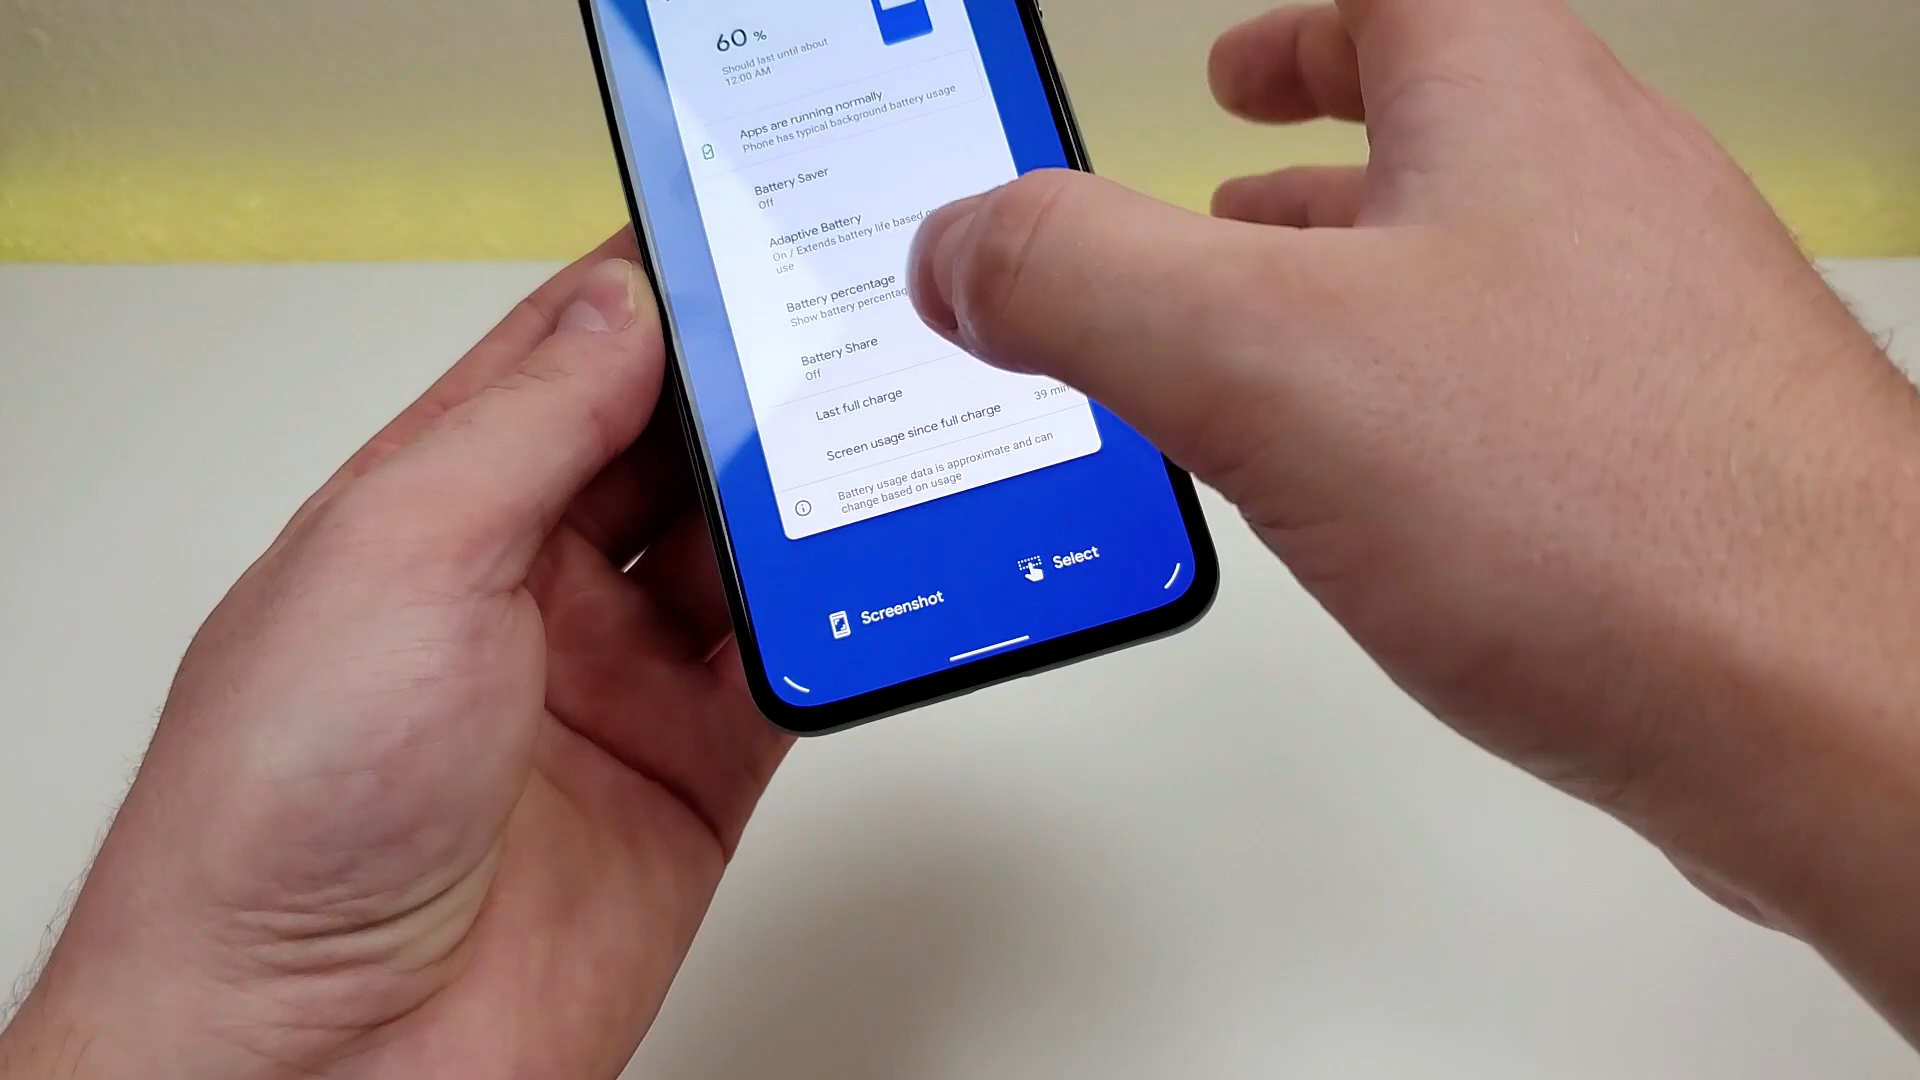 60 %
Should last until about
12:00 AM
Apps are running normally
Phone has typical background battery usage
Battery Saver
Off
Adaptive Battery
On / Extends battery life based on
use
Battery percentage
Show battery
Battery Share
Off
Last full charge
Screen usage since full charge
39 min
Battery usage data is approximate and can
change based on usage
Screenshot
Select